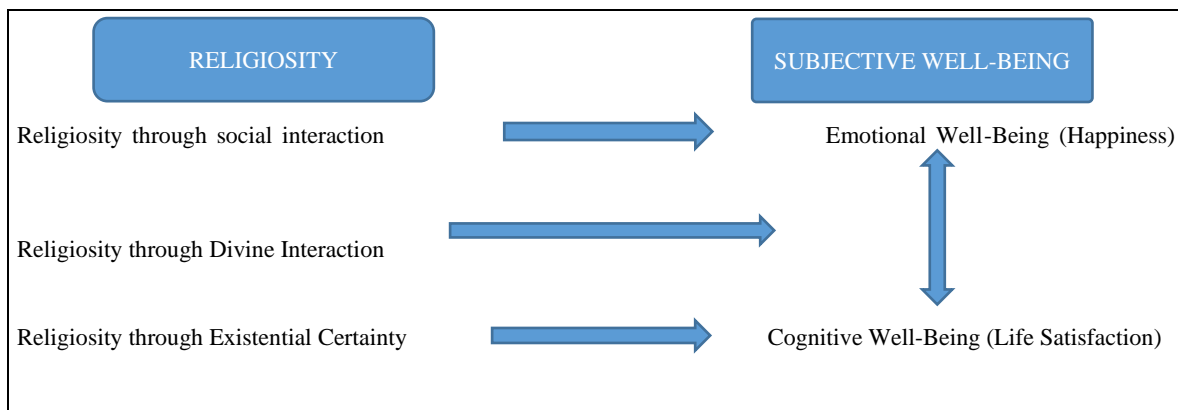 RELIGIOSITY
SUBJECTIVE WELL-BEING
Religiosity through social interaction
Emotional Well-Being (Happiness)
Religiosity through Divine Interaction
Religiosity through Existential Certainty
Cognitive Well-Being (Life Satisfaction)